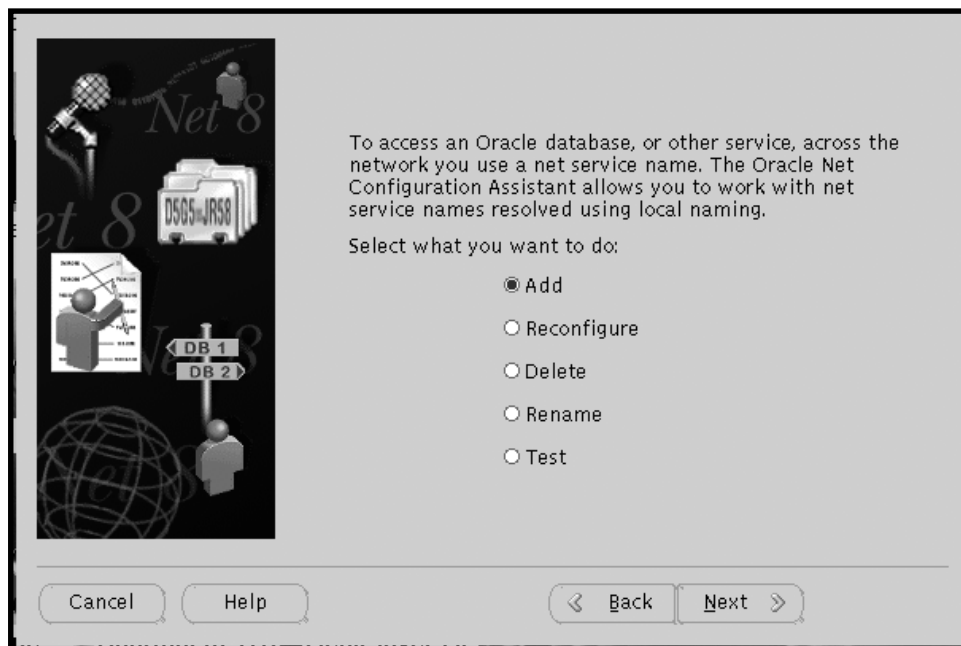 Net 8
et 8
D5G5-JR58
DB 1
DB 2
To access an Oracle database, or other service, across the
network you use a net service name. The Oracle Net
Configuration Assistant allows you to work with net
service names resolved using local naming.
Select what you want to do:
Add
Reconfigure
Delete
Rename
Test
Cancel
Help
Back
Next